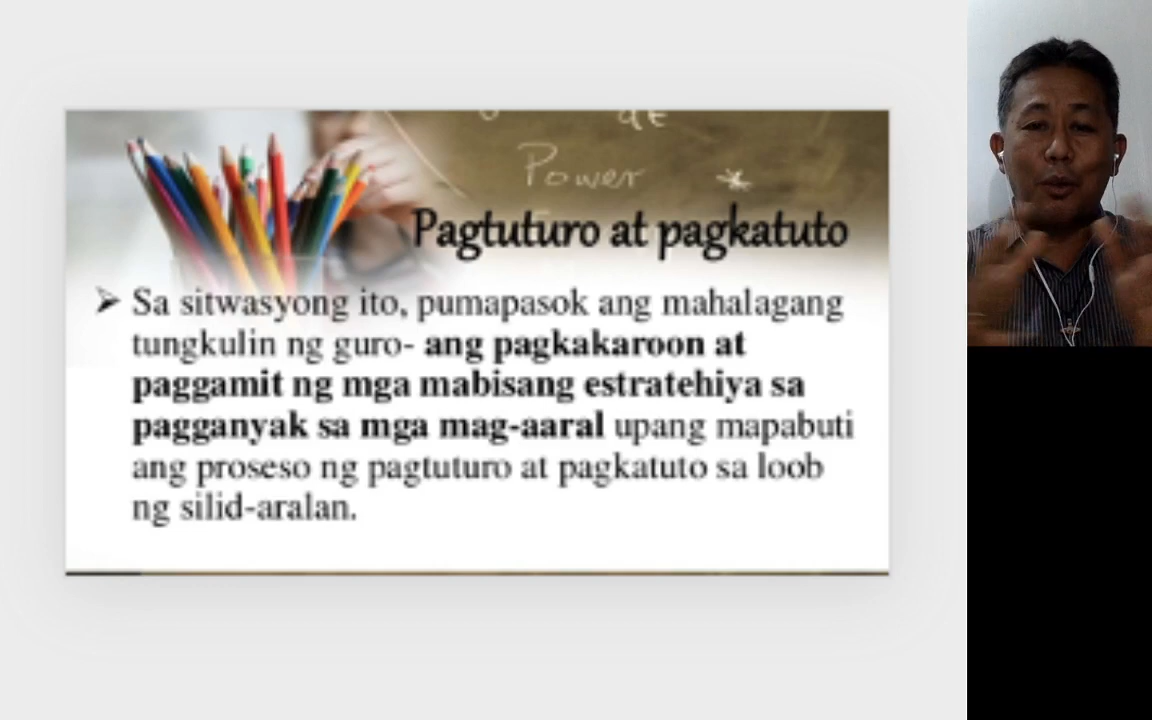 at
Power
Pagtuturo at pagkatuto
Sa sitwasyong ito, pumapasok ang mahalagang
tungkulin ng guro- ang pagkakaroon at
paggamit ng mga mabisang estratehiya sa
pagganyak sa mga mag-aaral upang mapabuti
ang proseso ng pagtuturo at pagkatuto sa loob
ng silid-aralan.